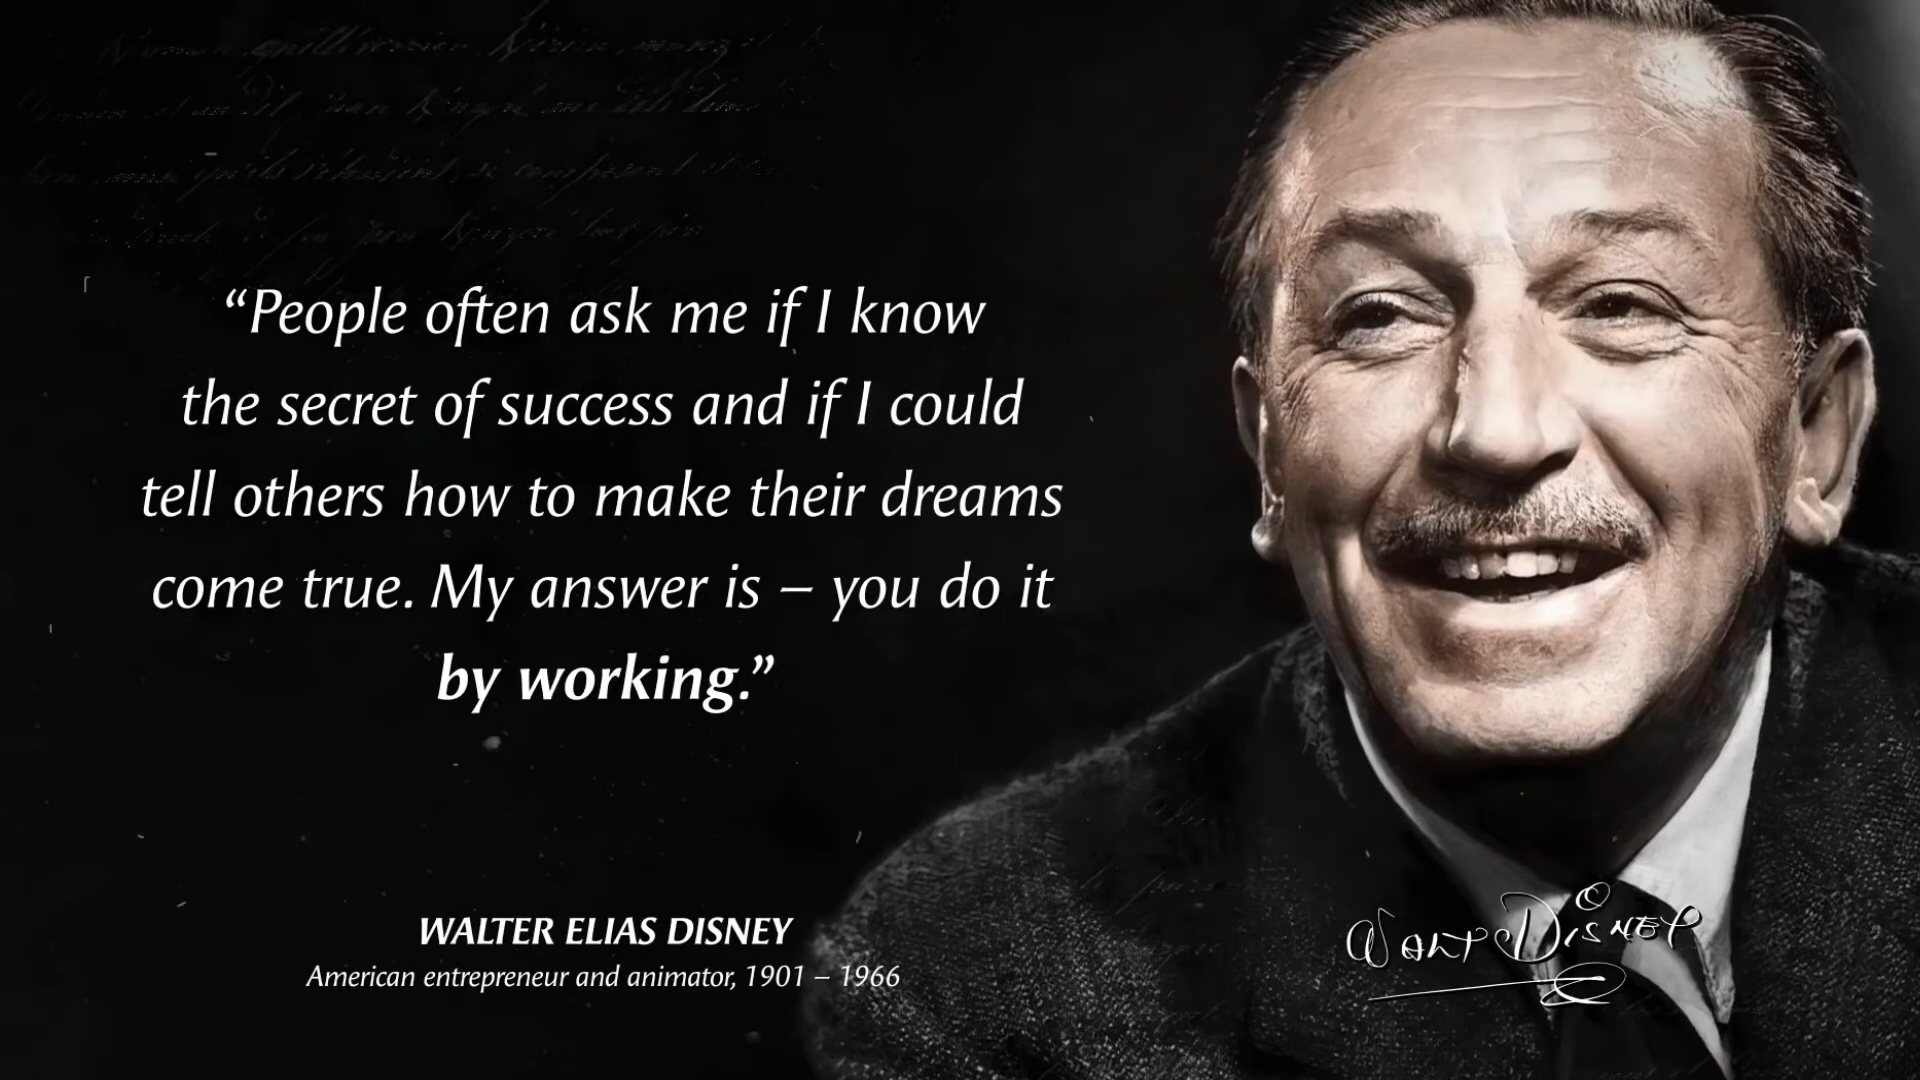 “People often ask me if I know
the secret of success and if I could
tell others how to make their dreams
come true. My answer is – you do it
by working.”
WALTER ELIAS DISNEY
American entrepreneur and animator, 1901 – 1966
Walt Disney